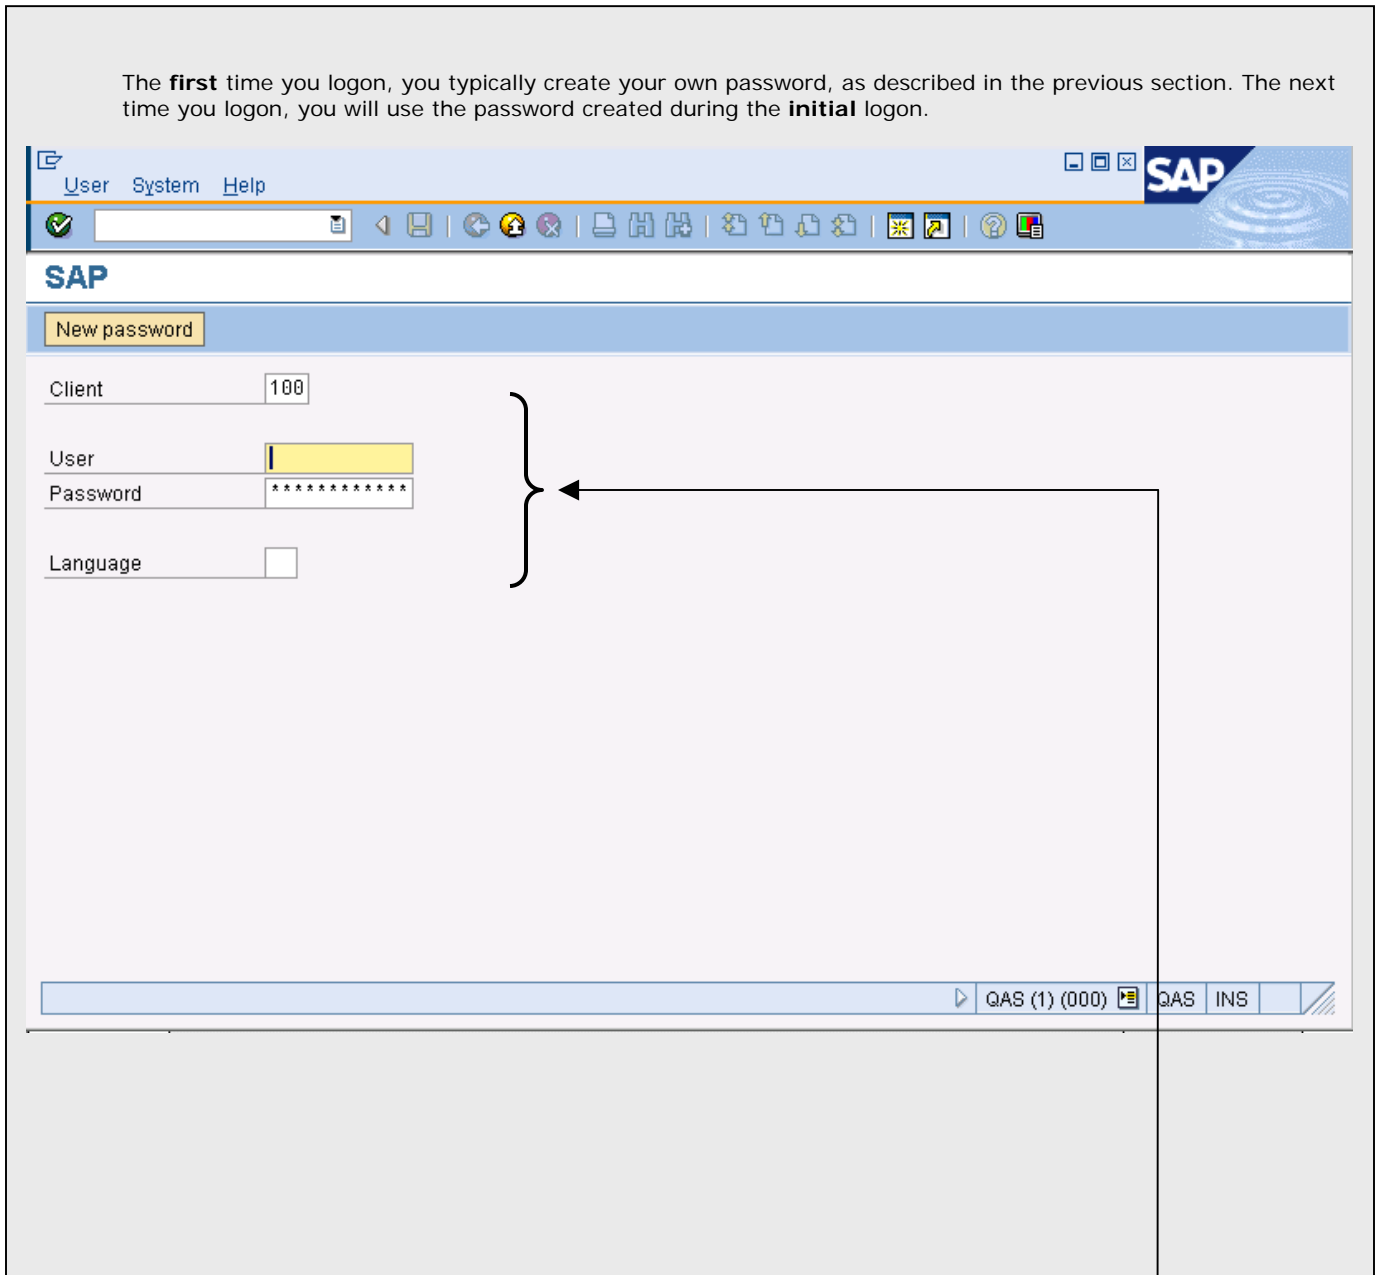 The first time you logon, you typically create your own password, as described in the previous section. The next
time you logon, you will use the password created during the initial logon.
SAP
User System Help
SAP
New password
Client 100
User
Password ************
Language
QAS (1) (000) QAS INS